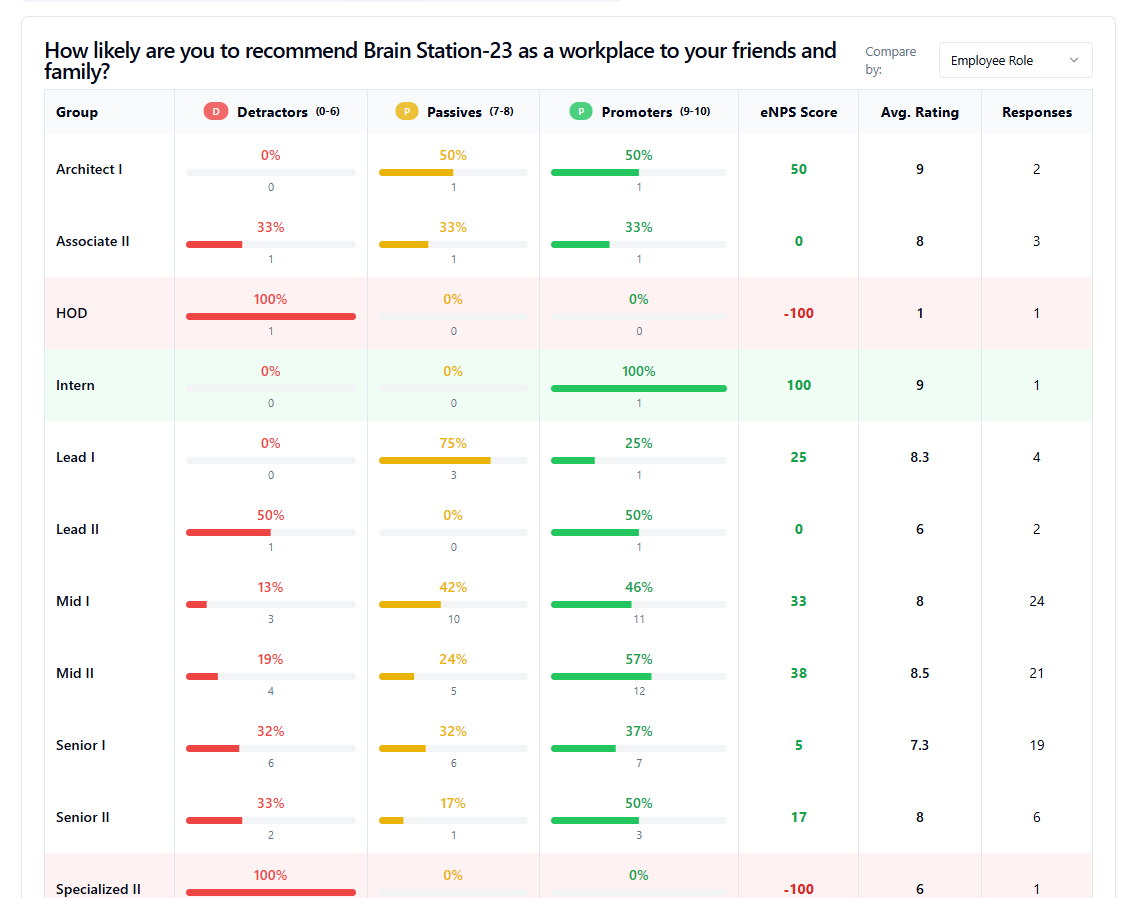 How likely are you to recommend Brain Station-23 as a workplace to your friends and family?
Compare by:
Employee Role
Group D Detractors (0-6) P Passives (7-8) P Promoters (9-10) eNPS Score Avg. Rating Responses
0% 50% 50%
Architect I 50 9 2
0 1 1
33% 33% 33%
Associate II 0 8 3
1 1 1
100% 0% 0%
HOD -100 1 1
1 0 0
0% 0% 100%
Intern 100 9 1
0 0 1
0% 75% 25%
Lead I 25 8.3 4
0 3 1
50% 0% 50%
Lead II 0 6 2
1 0 1
13% 42% 46%
Mid I 33 8 24
3 10 11
19% 24% 57%
Mid II 38 8.5 21
4 5 12
32% 32% 37%
Senior I 5 7.3 19
6 6 7
33% 17% 50%
Senior II 17 8 6
2 1 3
100% 0% 0%
Specialized II -100 6 1